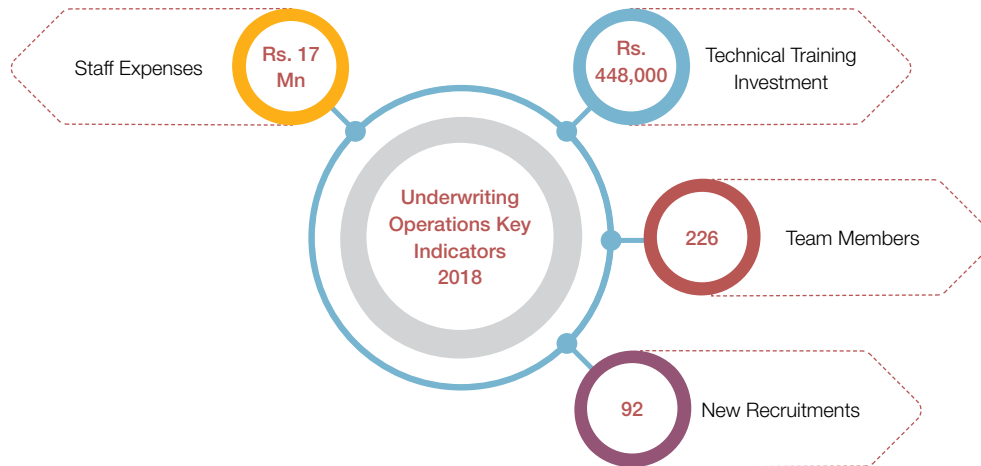 Staff Expenses
Rs. 17
Mn
Rs.
448,000
Technical Training
Investment
Underwriting
Operations Key
Indicators
2018
226
Team Members
92
New Recruitments